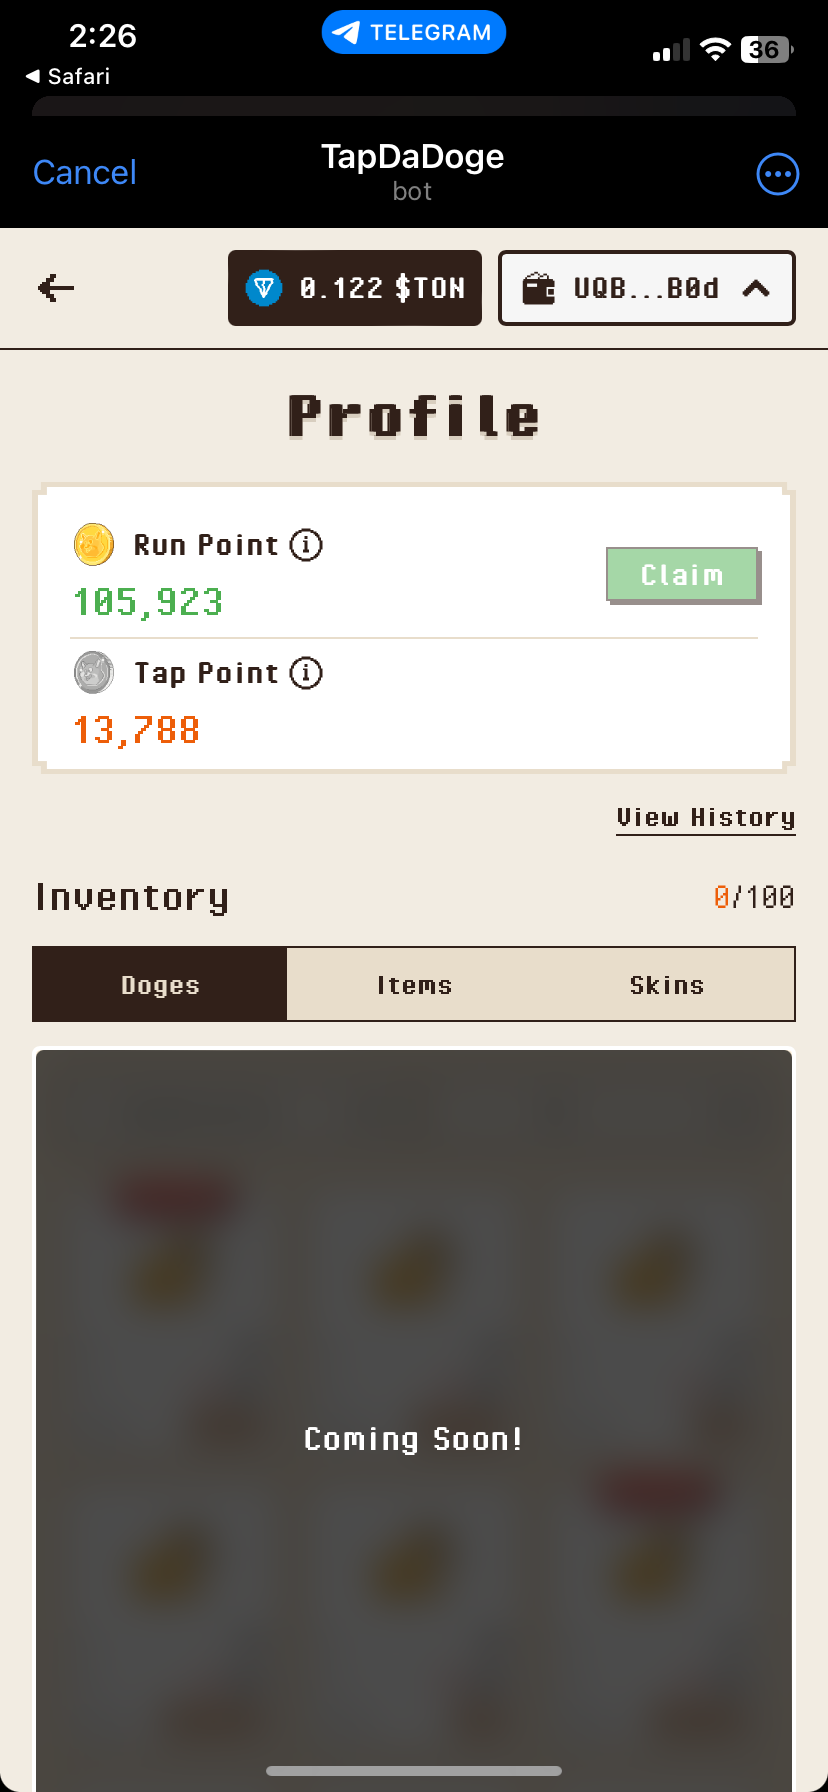 2:26
TELEGRAM
36
◀ Safari
Cancel
TapDaDoge
bot
0.122 $TON
UQB...B0d
Profile
Run Point
105,923
Claim
Tap Point
13,788
View History
Inventory
0/100
Doges
Items
Skins
Coming Soon!